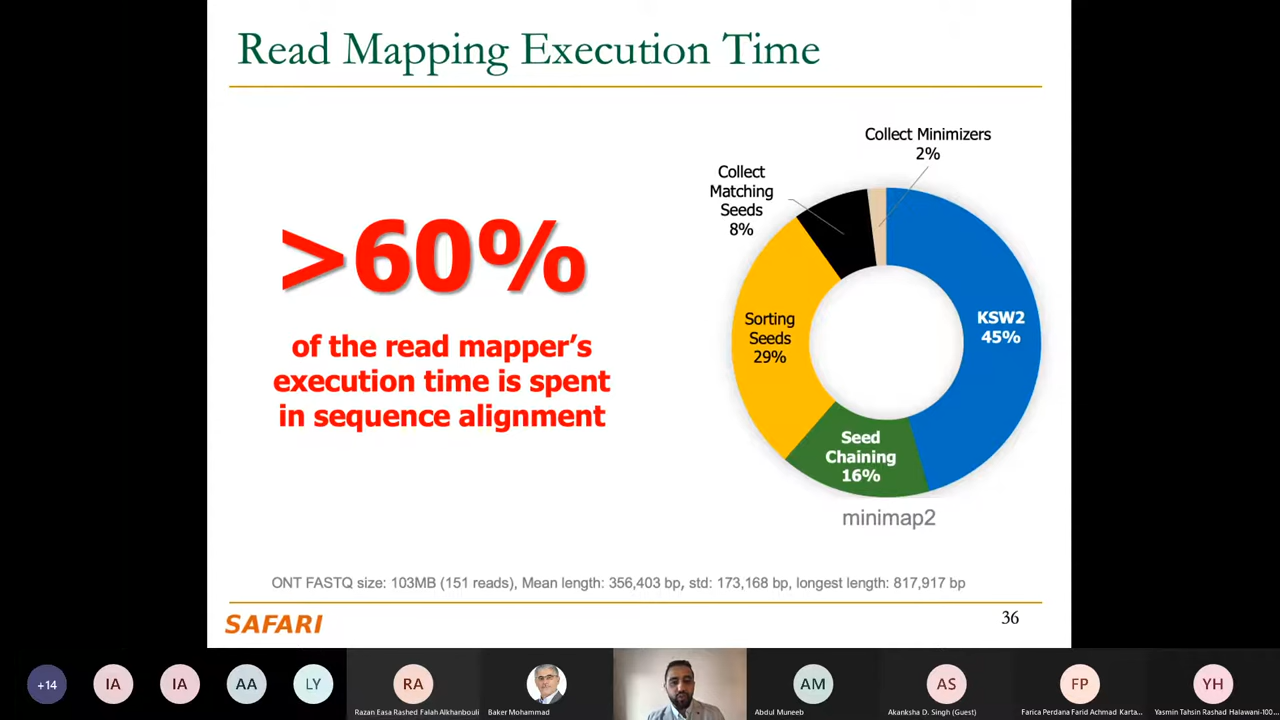 Read Mapping Execution Time
>60%
of the read mapper’s
execution time is spent
in sequence alignment
Collect Minimizers
2%
Collect
Matching
Seeds
8%
KSW2
45%
Sorting
Seeds
29%
Seed
Chaining
16%
minimap2
ONT FASTQ size: 103MB (151 reads), Mean length: 356,403 bp, std: 173,168 bp, longest length: 817,917 bp
SAFARI
36
+14
IA
IA
AA
LY
RA
Razan Easa Rashed Falah Alkhanbouli
Baker Mohammad
AM
Abdul Muneeb
AS
Akanksha D. Singh (Guest)
FP
Farica Perdana Farid Achmad Karta...
YH
Yasmin Tahsin Rashad Halawani-100...